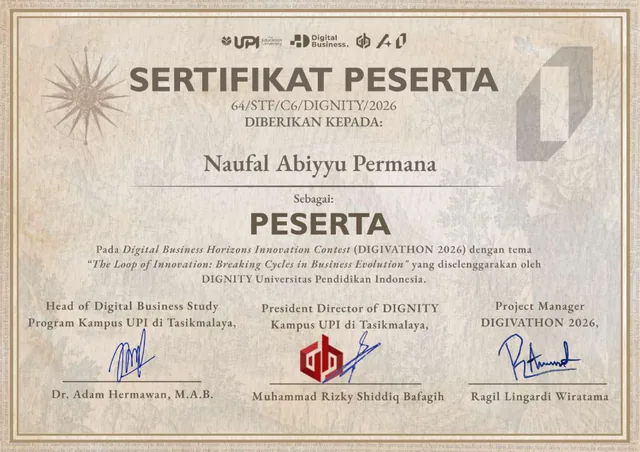 UPI
Digital
Business.
SERTIFIKAT PESERTA
64/STF/C6/DIGNITY/2026
DIBERIKAN KEPADA:
Naufal Abiyyu Permana
Sebagai:
PESERTA
Pada Digital Business Horizons Innovation Contest (DIGIVATHON 2026) dengan tema
"The Loop of Innovation: Breaking Cycles in Business Evolution" yang diselenggarakan oleh
DIGNITY Universitas Pendidikan Indonesia.
Head of Digital Business Study
Program Kampus UPI di Tasikmalaya,
President Director of DIGNITY
Kampus UPI di Tasikmalaya,
Project Manager
DIGIVATHON 2026,
Dr. Adam Hermawan, M.A.B.
Muhammad Rizky Shiddiq Bafagih
Ragil Lingardi Wiratama